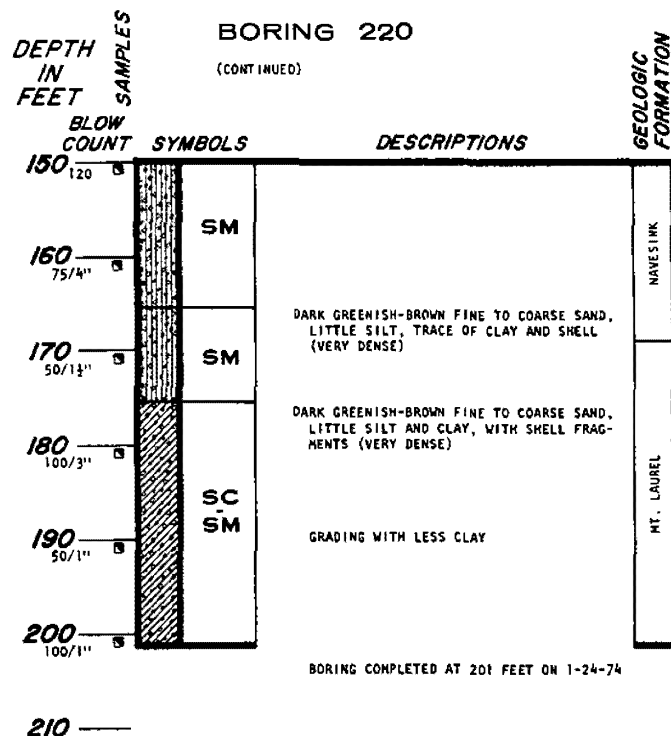 BORING 220
(CONTINUED)
DEPTH
IN
FEET
SAMPLES
BLOW
COUNT
SYMBOLS
DESCRIPTIONS
GEOLOGIC
FORMATION
150
120
SM
160
75/4"
NAVESINK
DARK GREENISH-BROWN FINE TO COARSE SAND,
LITTLE SILT, TRACE OF CLAY AND SHELL
(VERY DENSE)
170
50/1½"
SM
DARK GREENISH-BROWN FINE TO COARSE SAND,
LITTLE SILT AND CLAY, WITH SHELL FRAG-
MENTS (VERY DENSE)
180
100/3"
SC
-
SM
MT. LAUREL
190
50/1"
GRADING WITH LESS CLAY
200
100/1"
BORING COMPLETED AT 201 FEET ON 1-24-74
210